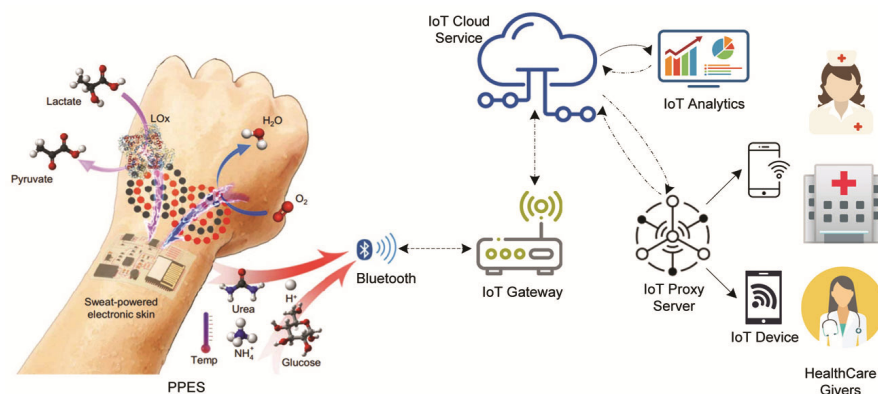 Lactate
LOx
H₂O
Pyruvate
O₂
Sweat-powered
electronic skin
Urea
H⁺
Temp
NH₄⁺
Glucose
PPES
Bluetooth
IoT Gateway
IoT Cloud
Service
IoT Analytics
IoT Proxy
Server
IoT Device
HealthCare
Givers